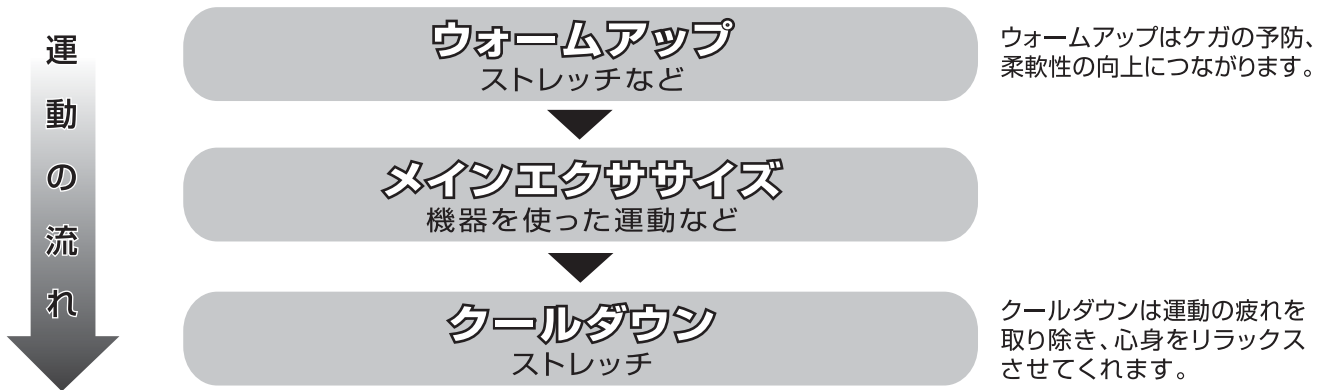 運動の流れ
ウォームアップ
ストレッチなど
ウォームアップはケガの予防、
柔軟性の向上につながります。
メインエクササイズ
機器を使った運動など
クールダウン
ストレッチ
クールダウンは運動の疲れを
取り除き、心身をリラックス
させてくれます。